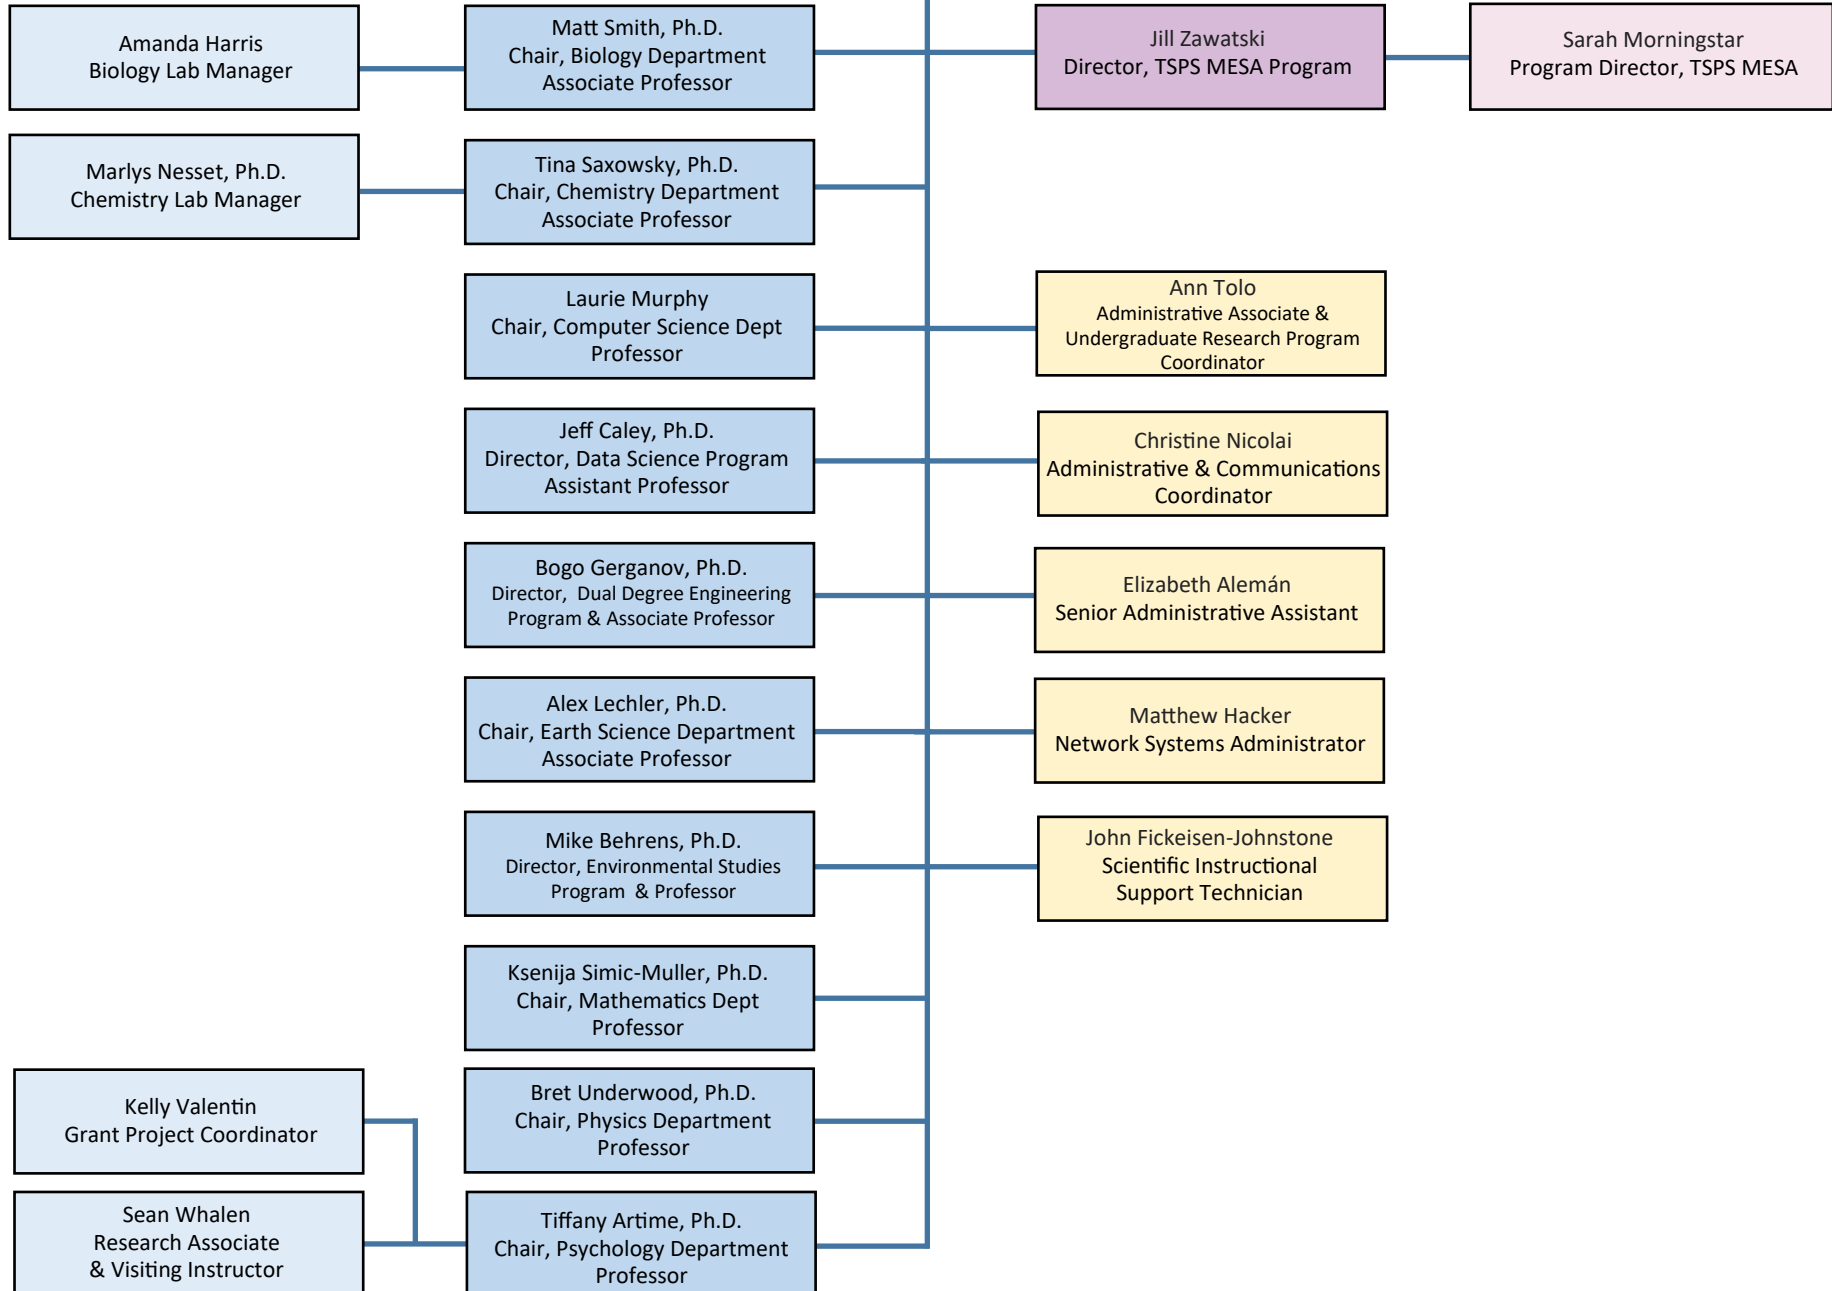 Amanda Harris
Biology Lab Manager
Matt Smith, Ph.D.
Chair, Biology Department
Associate Professor
Jill Zawatski
Director, TSPS MESA Program
Sarah Morningstar
Program Director, TSPS MESA
Marlys Nesset, Ph.D.
Chemistry Lab Manager
Tina Saxowsky, Ph.D.
Chair, Chemistry Department
Associate Professor
Laurie Murphy
Chair, Computer Science Dept
Professor
Ann Tolo
Administrative Associate &
Undergraduate Research Program
Coordinator
Jeff Caley, Ph.D.
Director, Data Science Program
Assistant Professor
Christine Nicolai
Administrative & Communications
Coordinator
Bogo Gerganov, Ph.D.
Director, Dual Degree Engineering
Program & Associate Professor
Elizabeth Alemán
Senior Administrative Assistant
Alex Lechler, Ph.D.
Chair, Earth Science Department
Associate Professor
Matthew Hacker
Network Systems Administrator
Mike Behrens, Ph.D.
Director, Environmental Studies
Program & Professor
John Fickeisen-Johnstone
Scientific Instructional
Support Technician
Ksenija Simic-Muller, Ph.D.
Chair, Mathematics Dept
Professor
Kelly Valentin
Grant Project Coordinator
Bret Underwood, Ph.D.
Chair, Physics Department
Professor
Sean Whalen
Research Associate
& Visiting Instructor
Tiffany Artime, Ph.D.
Chair, Psychology Department
Professor